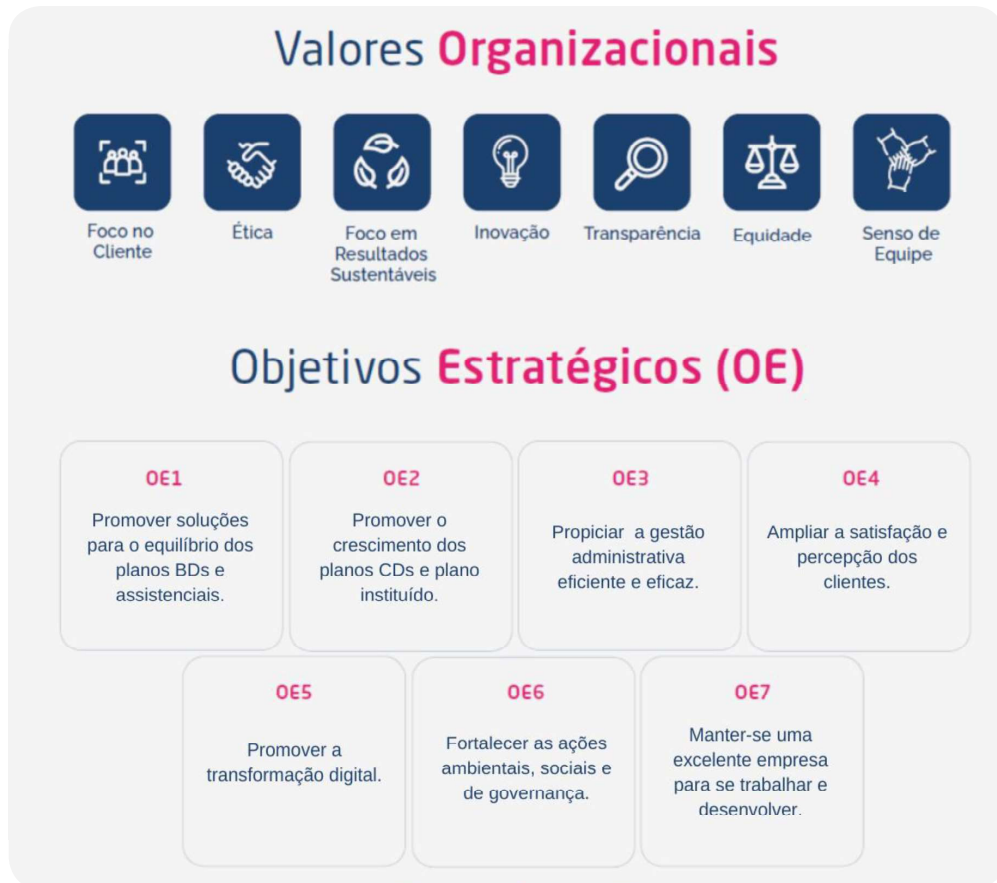 Valores Organizacionais
Foco no
Cliente
Ética
Foco em
Resultados
Sustentáveis
Inovação
Transparência
Equidade
Senso de
Equipe
Objetivos Estratégicos (OE)
OE1
Promover soluções
para o equilíbrio dos
planos BDs e
assistenciais.
OE2
Promover o
crescimento dos
planos CDs e plano
instituído.
OE3
Propiciar a gestão
administrativa
eficiente e eficaz.
OE4
Ampliar a satisfação e
percepção dos
clientes.
OE5
Promover a
transformação digital.
OE6
Fortalecer as ações
ambientais, sociais e
de governança.
OE7
Manter-se uma
excelente empresa
para se trabalhar e
desenvolver.